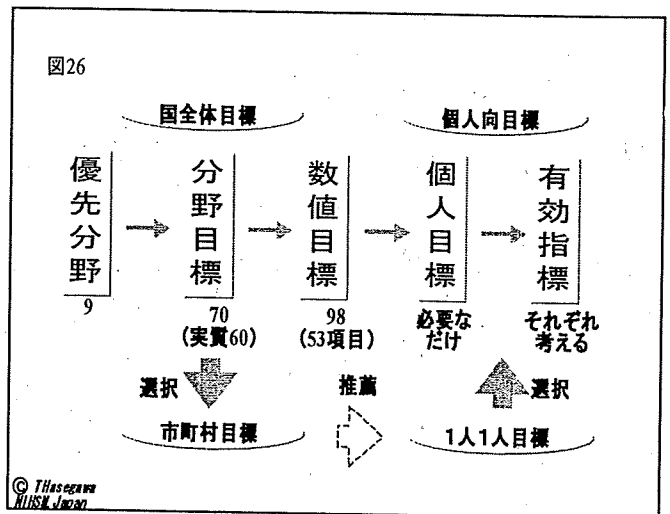 図26
国全体目標
個人向目標
優先分野
分野目標
数値目標
個人目標
有効指標
9
70
(実質60)
98
(53項目)
必要な
だけ
それぞれ
考える
選択
推薦
選択
市町村目標
1人1人目標
© THasegawa
NIHSM, Japan